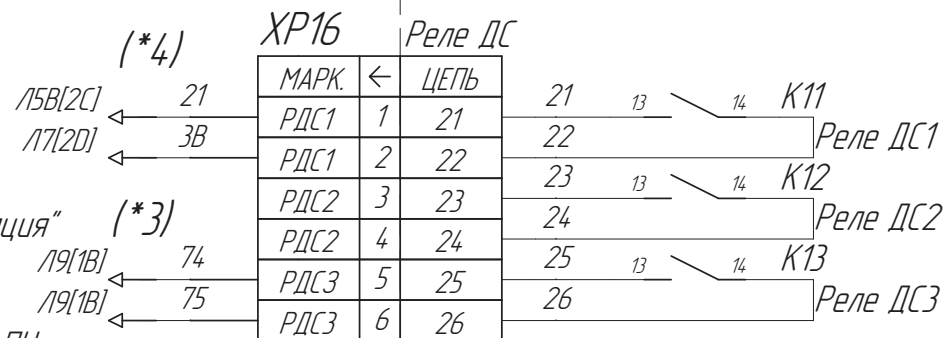 (*4) ХР16 Реле ДС
МАРК. ← ЦЕПЬ
Л5В[2С] 21 РДС1 1 21 21 13 14 К11
Реле ДС1
Л7[2D] 3В РДС1 2 22 22
РДС2 3 23 23 13 14 К12
Реле ДС2
ция" (*3) РДС2 4 24 24
Л9[1В] 74 РДС3 5 25 25 13 14 К13
Реле ДС3
Л9[1В] 75 РДС3 6 26 26